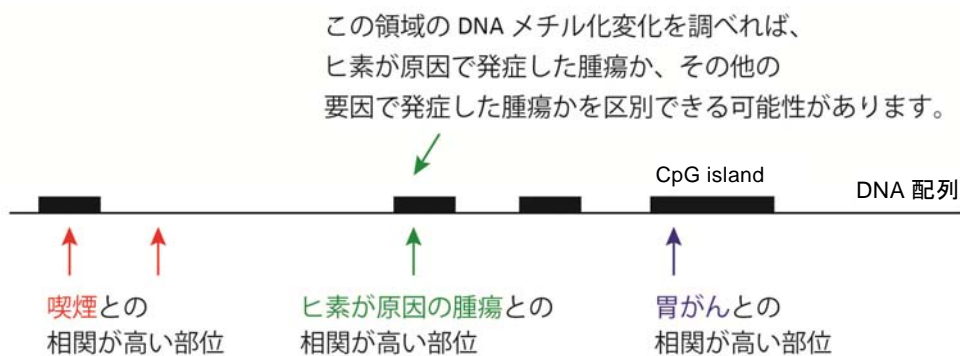 この領域の DNA メチル化変化を調べれば、
ヒ素が原因で発症した腫瘍か、その他の
要因で発症した腫瘍かを区別できる可能性があります。
CpG island
DNA 配列
喫煙との
相関が高い部位
ヒ素が原因の腫瘍との
相関が高い部位
胃がんとの
相関が高い部位